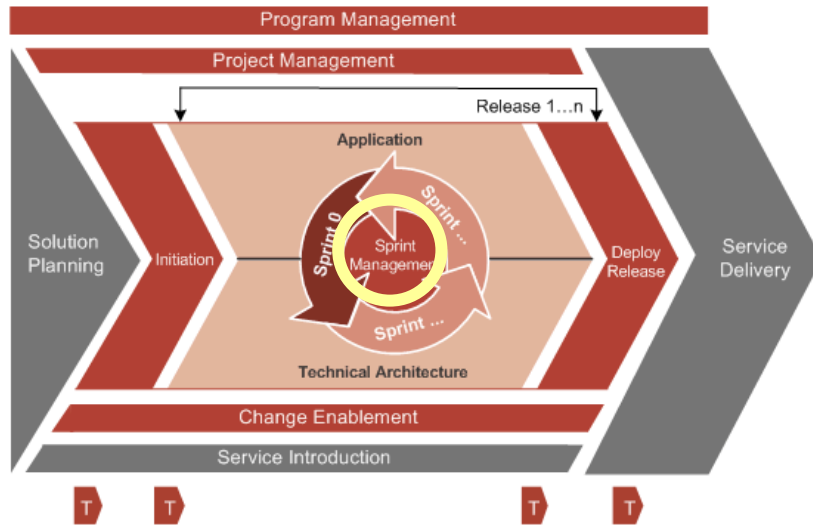 Program Management
Project Management
Release 1...n
Application
Solution
Planning
Initiation
Sprint 0
Sprint ...
Sprint
Management
Sprint ...
Deploy
Release
Service
Delivery
Technical Architecture
Change Enablement
Service Introduction
T
T
T
T